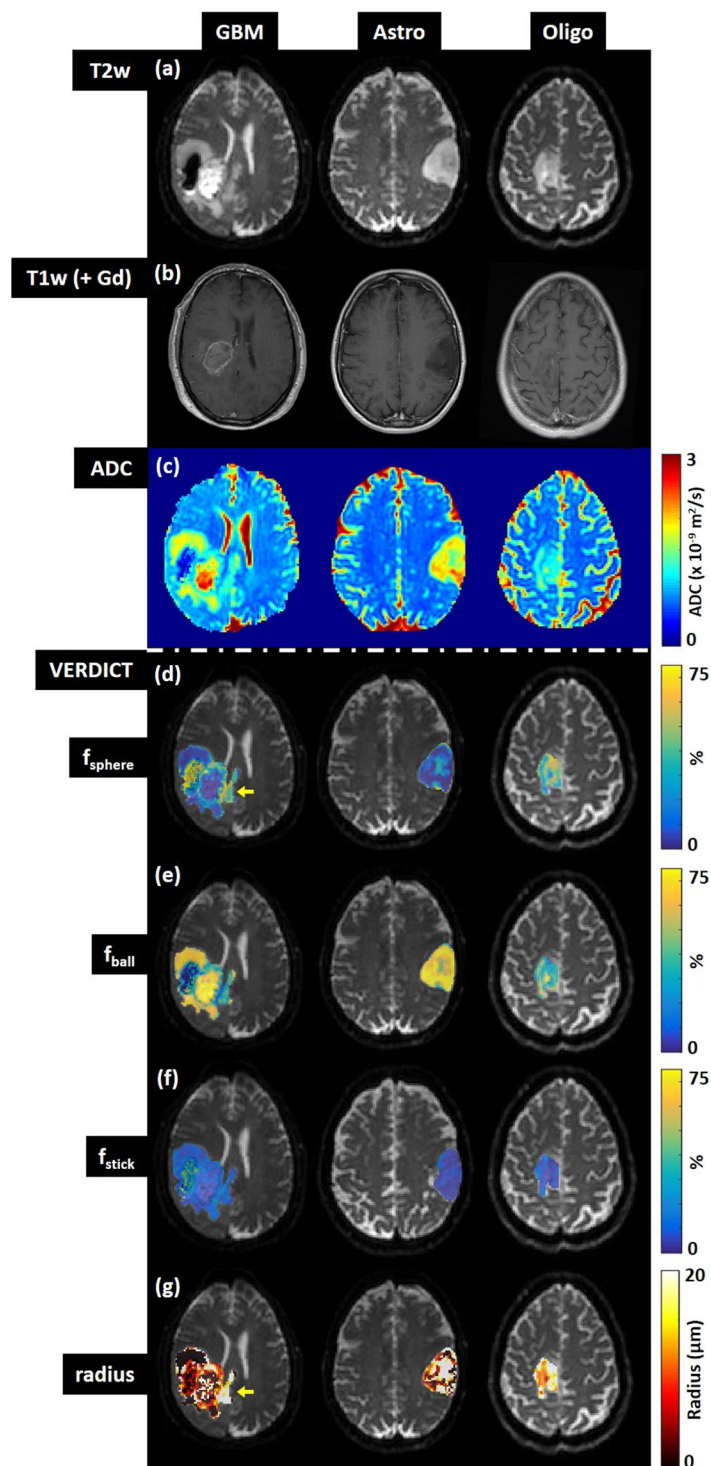 GBM Astro Oligo
T2w (a)
T1w (+ Gd) (b)
ADC (c)
3
ADC (x 10⁻⁹ m²/s)
0
VERDICT (d)
75
f_sphere
%
0
(e)
75
f_ball
%
0
(f)
75
f_stick
%
0
(g)
20
radius
Radius (μm)
0